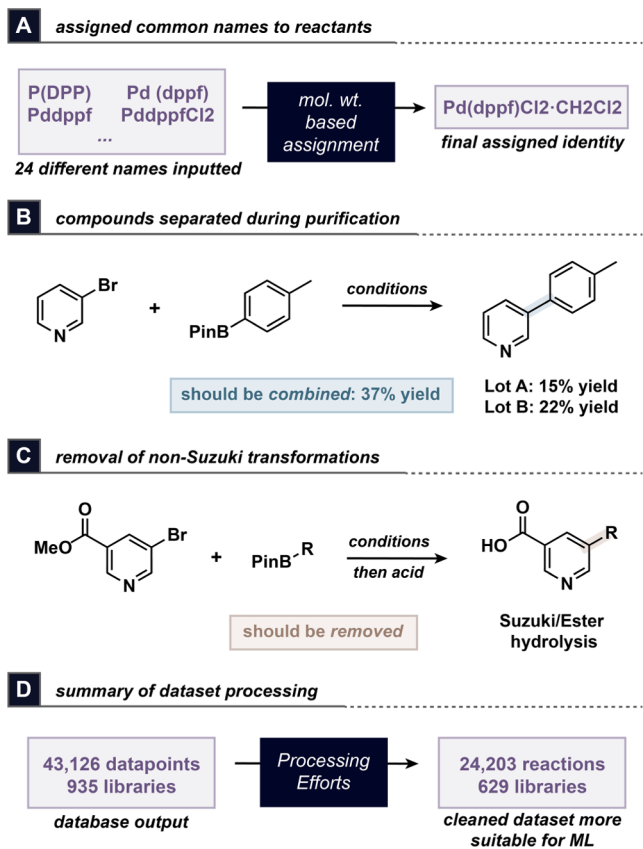 A assigned common names to reactants
P(DPP) Pd (dppf)
Pddppf PddppfCl2
...
24 different names inputted
mol. wt.
based
assignment
Pd(dppf)Cl2·CH2Cl2
final assigned identity
B compounds separated during purification
Br
N
+
PinB
conditions
N
should be combined: 37% yield
Lot A: 15% yield
Lot B: 22% yield
C removal of non-Suzuki transformations
O
MeO
Br
N
+
PinB R
conditions
then acid
O
HO
R
N
should be removed
Suzuki/Ester
hydrolysis
D summary of dataset processing
43,126 datapoints
935 libraries
database output
Processing
Efforts
24,203 reactions
629 libraries
cleaned dataset more
suitable for ML